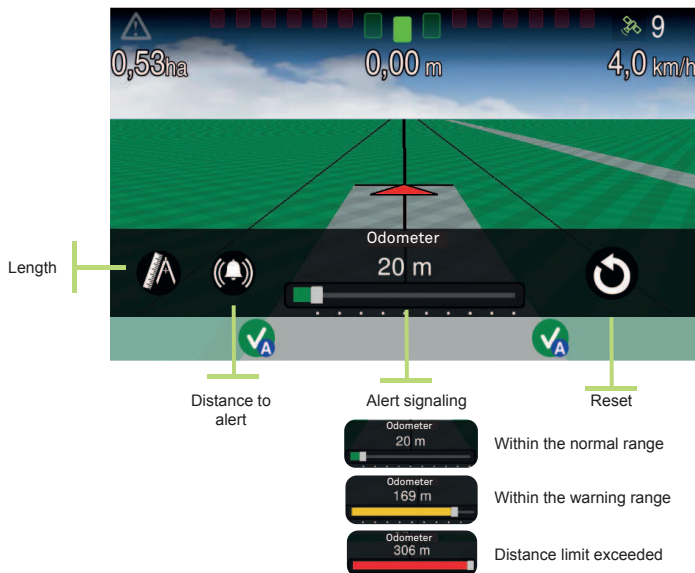 9
0,53ha
0,00 m
4,0 km/h
Odometer
20 m
Length
A
A
Distance to
alert
Alert signaling
Reset
Odometer
20 m
Within the normal range
Odometer
169 m
Within the warning range
Odometer
306 m
Distance limit exceeded